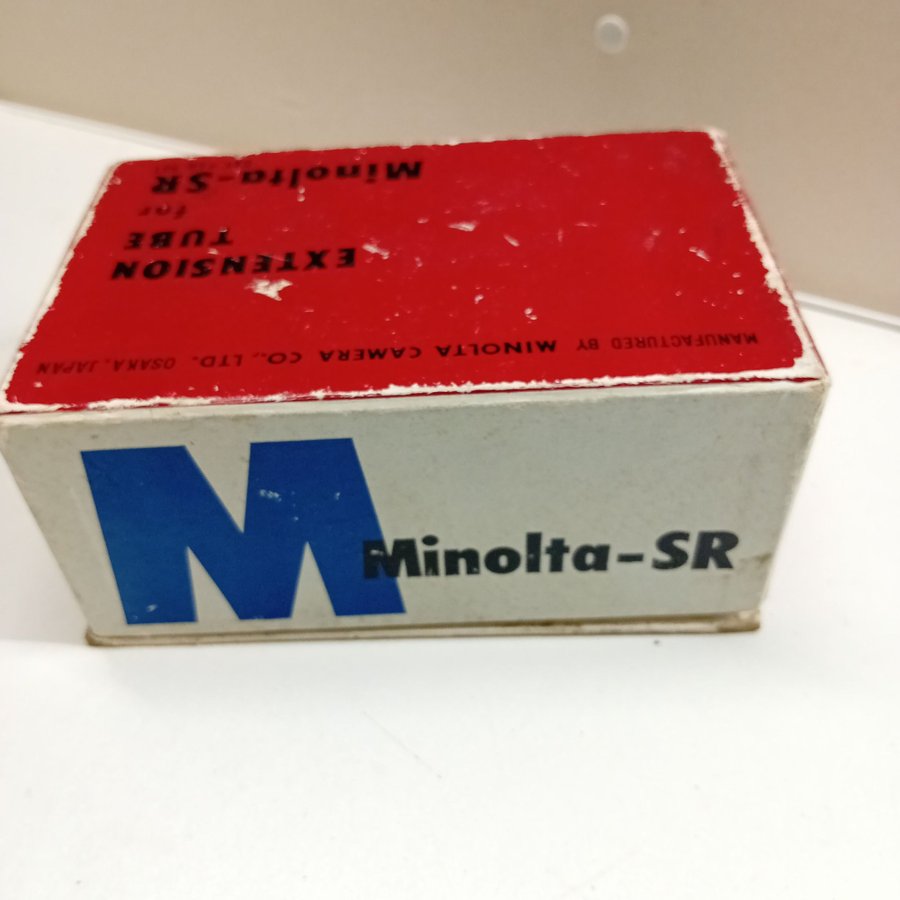 Minolta-SR
for
EXTENSION
TUBE
MANUFACTURED BY MINOLTA CAMERA CO., LTD. OSAKA, JAPAN
M
Minolta-SR